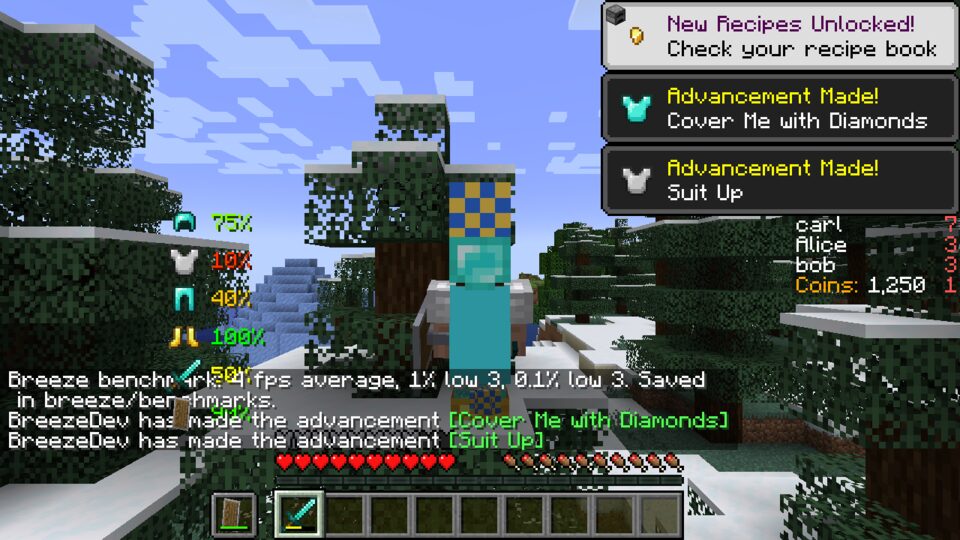 New Recipes Unlocked!
Check your recipe book
Advancement Made!
Cover Me with Diamonds
Advancement Made!
Suit Up
carl 7
Alice 3
bob 3
Coins: 1,250 1
75%
10%
40%
100%
50%
Breeze benchmark: fps average, 1% low 3, 0.1% low 3. Saved
in breeze/benchmarks.
BreezeDev has made the advancement [Cover Me with Diamonds]
BreezeDev has made the advancement [Suit Up]